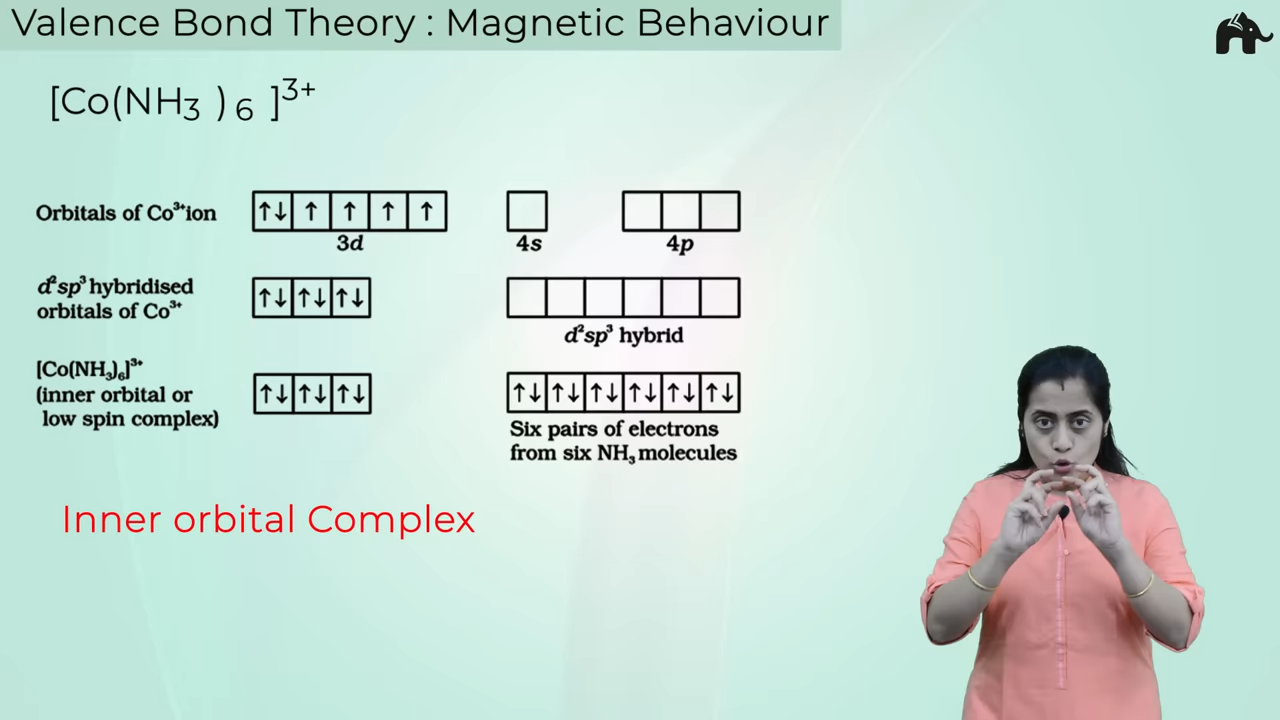 Valence Bond Theory : Magnetic Behaviour
[Co(NH3 ) 6 ]3+
Orbitals of Co3+ion
↑↓ ↑ ↑ ↑ ↑
3d
4s
4p
d2sp3 hybridised
orbitals of Co3+
↑↓ ↑↓ ↑↓
d2sp3 hybrid
[Co(NH3)6]3+
(inner orbital or
low spin complex)
↑↓ ↑↓ ↑↓
↑↓ ↑↓ ↑↓ ↑↓ ↑↓ ↑↓
Six pairs of electrons
from six NH3 molecules
Inner orbital Complex